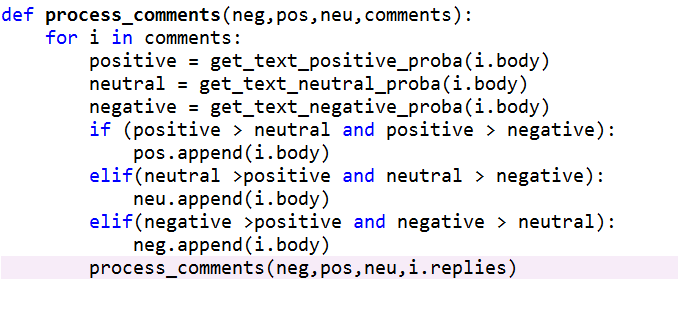 def process_comments(neg,pos,neu,comments):
    for i in comments:
        positive = get_text_positive_proba(i.body)
        neutral = get_text_neutral_proba(i.body)
        negative = get_text_negative_proba(i.body)
        if (positive > neutral and positive > negative):
            pos.append(i.body)
        elif(neutral >positive and neutral > negative):
            neu.append(i.body)
        elif(negative >positive and negative > neutral):
            neg.append(i.body)
        process_comments(neg,pos,neu,i.replies)